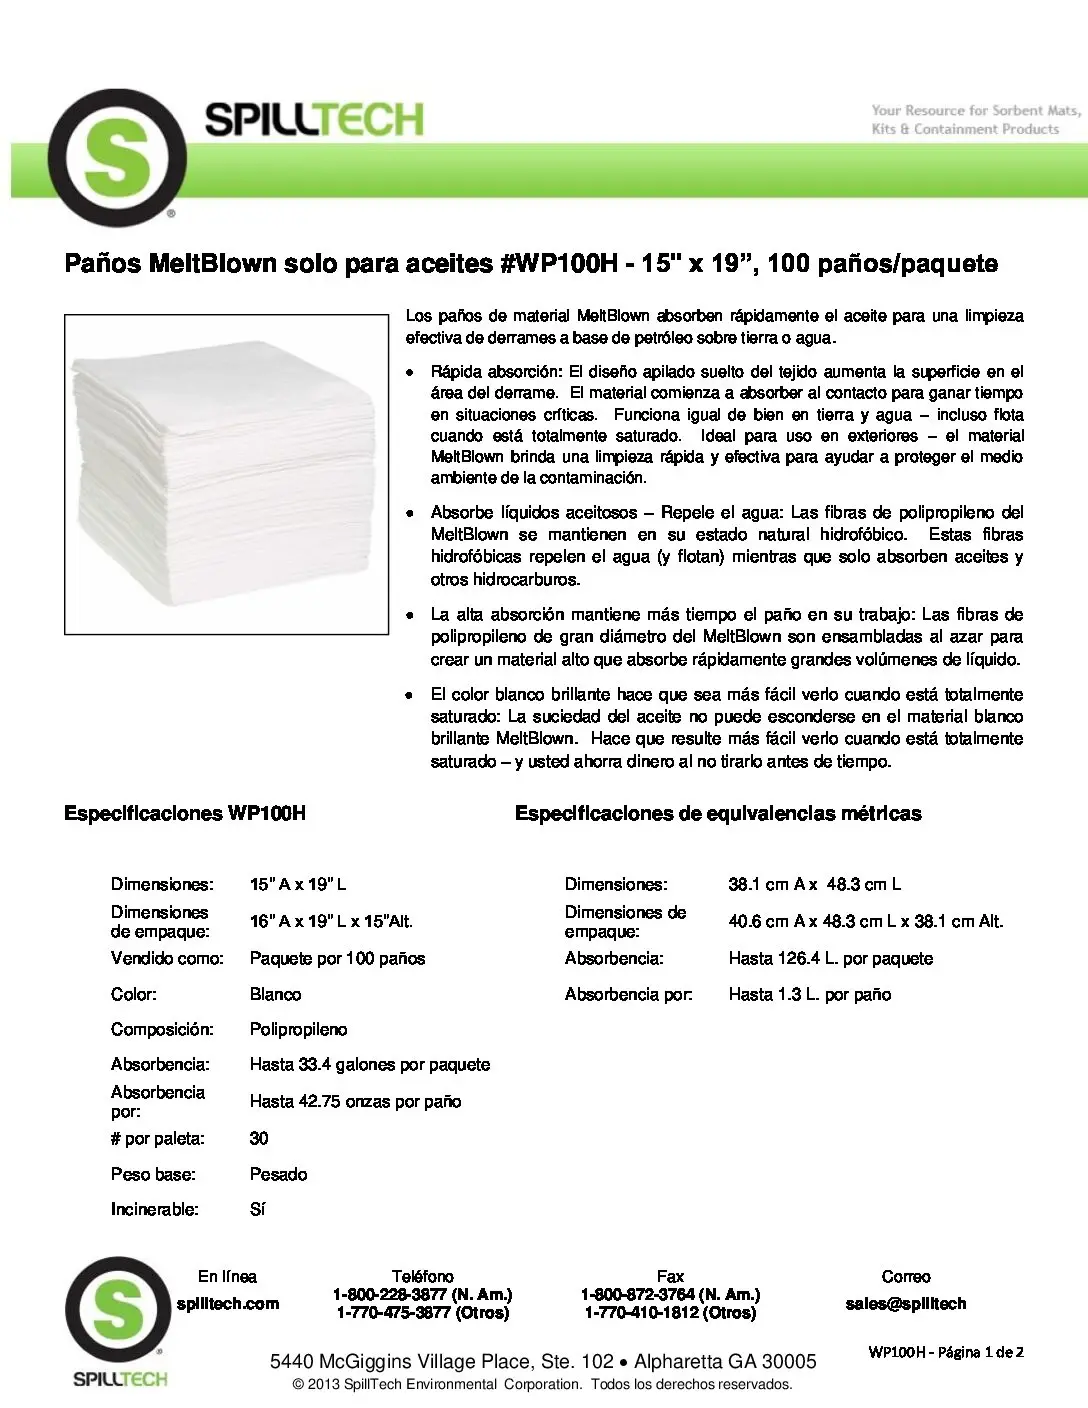 S
SPILLTECH
®
Your Resource for Sorbent Mats,
Kits & Containment Products
Paños MeltBlown solo para aceites #WP100H - 15" x 19”, 100 paños/paquete
Los paños de material MeltBlown absorben rápidamente el aceite para una limpieza
efectiva de derrames a base de petróleo sobre tierra o agua.
• Rápida absorción: El diseño apilado suelto del tejido aumenta la superficie en el
área del derrame. El material comienza a absorber al contacto para ganar tiempo
en situaciones críticas. Funciona igual de bien en tierra y agua – incluso flota
cuando está totalmente saturado. Ideal para uso en exteriores – el material
MeltBlown brinda una limpieza rápida y efectiva para ayudar a proteger el medio
ambiente de la contaminación.
• Absorbe líquidos aceitosos – Repele el agua: Las fibras de polipropileno del
MeltBlown se mantienen en su estado natural hidrofóbico. Estas fibras
hidrofóbicas repelen el agua (y flotan) mientras que solo absorben aceites y
otros hidrocarburos.
• La alta absorción mantiene más tiempo el paño en su trabajo: Las fibras de
polipropileno de gran diámetro del MeltBlown son ensambladas al azar para
crear un material alto que absorbe rápidamente grandes volúmenes de líquido.
• El color blanco brillante hace que sea más fácil verlo cuando está totalmente
saturado: La suciedad del aceite no puede esconderse en el material blanco
brillante MeltBlown. Hace que resulte más fácil verlo cuando está totalmente
saturado – y usted ahorra dinero al no tirarlo antes de tiempo.
Especificaciones WP100H
Dimensiones: 15" A x 19" L
Dimensiones
de empaque: 16" A x 19" L x 15"Alt.
Vendido como: Paquete por 100 paños
Color: Blanco
Composición: Polipropileno
Absorbencia: Hasta 33.4 galones por paquete
Absorbencia
por: Hasta 42.75 onzas por paño
# por paleta: 30
Peso base: Pesado
Incinerable: Sí
Especificaciones de equivalencias métricas
Dimensiones: 38.1 cm A x 48.3 cm L
Dimensiones de
empaque: 40.6 cm A x 48.3 cm L x 38.1 cm Alt.
Absorbencia: Hasta 126.4 L. por paquete
Absorbencia por: Hasta 1.3 L. por paño
S
®
SPILLTECH
En línea
spilltech.com
Teléfono
1-800-228-3877 (N. Am.)
1-770-475-3877 (Otros)
Fax
1-800-872-3764 (N. Am.)
1-770-410-1812 (Otros)
Correo
sales@spilltech
5440 McGiggins Village Place, Ste. 102 • Alpharetta GA 30005
© 2013 SpillTech Environmental Corporation. Todos los derechos reservados.
WP100H - Página 1 de 2